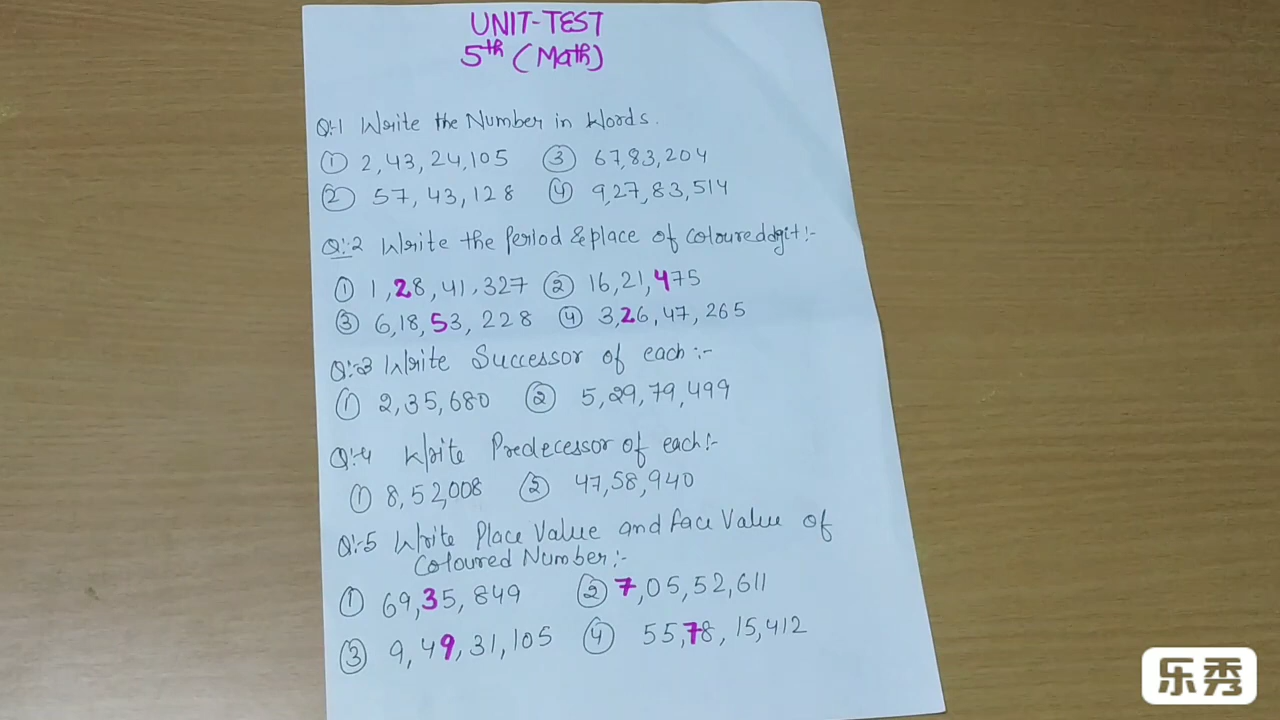 UNIT-TEST
5th (Math)
Q:-1 Write the Number in Words.
① 2,43,24,105 ③ 67,83,204
② 57,43,128 ④ 9,27,83,514
Q:-2 Write the Period & place of coloured digit:-
① 1,28,41,327 ② 16,21,475
③ 6,18,53,228 ④ 3,26,47,265
Q:-3 Write Successor of each:-
① 2,35,680 ② 5,29,79,499
Q:-4 Write Predecessor of each:-
① 8,52,008 ② 47,58,940
Q:-5 Write Place Value and face Value of
Coloured Number:-
① 69,35,849 ② 7,05,52,611
③ 9,49,31,105 ④ 55,78,15,412
乐秀